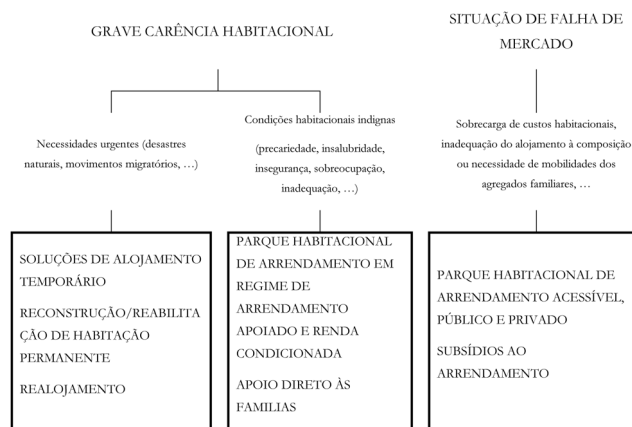 GRAVE CARÊNCIA HABITACIONAL
SITUAÇÃO DE FALHA DE
MERCADO
Necessidades urgentes (desastres
naturais, movimentos migratórios, …)
Condições habitacionais indignas
(precariedade, insalubridade,
insegurança, sobreocupação,
inadequação, …)
Sobrecarga de custos habitacionais,
inadequação do alojamento à composição
ou necessidade de mobilidades dos
agregados familiares, …
SOLUÇÕES DE ALOJAMENTO
TEMPORÁRIO
RECONSTRUÇÃO/REABILITA
ÇÃO DE HABITAÇÃO
PERMANENTE
REALOJAMENTO
PARQUE HABITACIONAL
DE ARRENDAMENTO EM
REGIME DE
ARRENDAMENTO
APOIADO E RENDA
CONDICIONADA
APOIO DIRETO ÀS
FAMILIAS
PARQUE HABITACIONAL DE
ARRENDAMENTO ACESSÍVEL,
PÚBLICO E PRIVADO
SUBSÍDIOS AO
ARRENDAMENTO